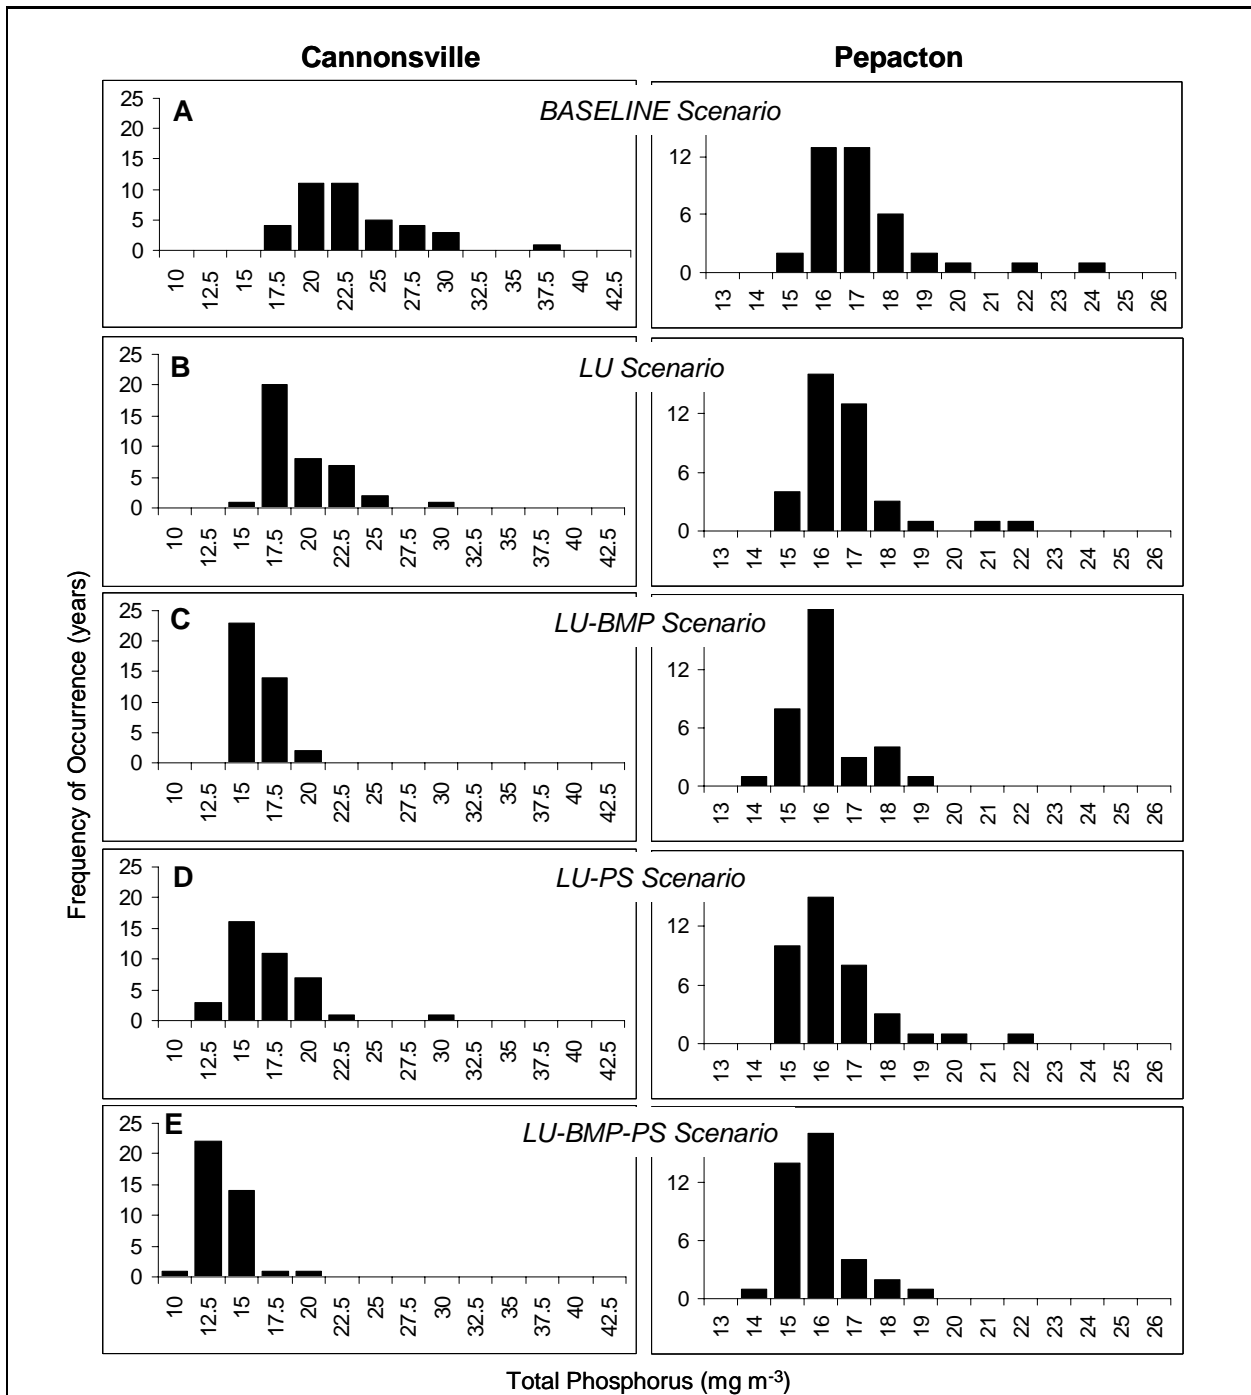 Cannonsville
Pepacton
A
BASELINE Scenario
25
20
15
10
5
0
10 12.5 15 17.5 20 22.5 25 27.5 30 32.5 35 37.5 40 42.5
12
6
0
13 14 15 16 17 18 19 20 21 22 24 25 26
B
LU Scenario
25
20
15
10
5
0
10 12.5 15 17.5 20 22.5 25 27.5 30 32.5 35 37.5 40 42.5
12
6
0
13 14 15 16 17 18 19 20 21 22 23 24 25 26
C
LU-BMP Scenario
25
20
15
10
5
0
10 12.5 15 17.5 20 22.5 25 27.5 30 32.5 35 37.5 40 42.5
12
6
0
13 14 15 16 17 18 19 20 21 22 23 24 25 26
D
LU-PS Scenario
25
20
15
10
5
0
10 12.5 15 17.5 20 22.5 25 27.5 30 32.5 35 37.5 40 42.5
12
6
0
13 14 15 16 17 18 19 20 21 22 23 24 25 26
E
LU-BMP-PS Scenario
25
20
15
10
5
0
10 12.5 15 17.5 20 22.5 25 27.5 30 32.5 35 37.5 40 42.5
12
6
0
13 14 15 16 17 18 19 20 21 22 23 24 25 26
Frequency of Occurrence (years)
Total Phosphorus (mg m-3)